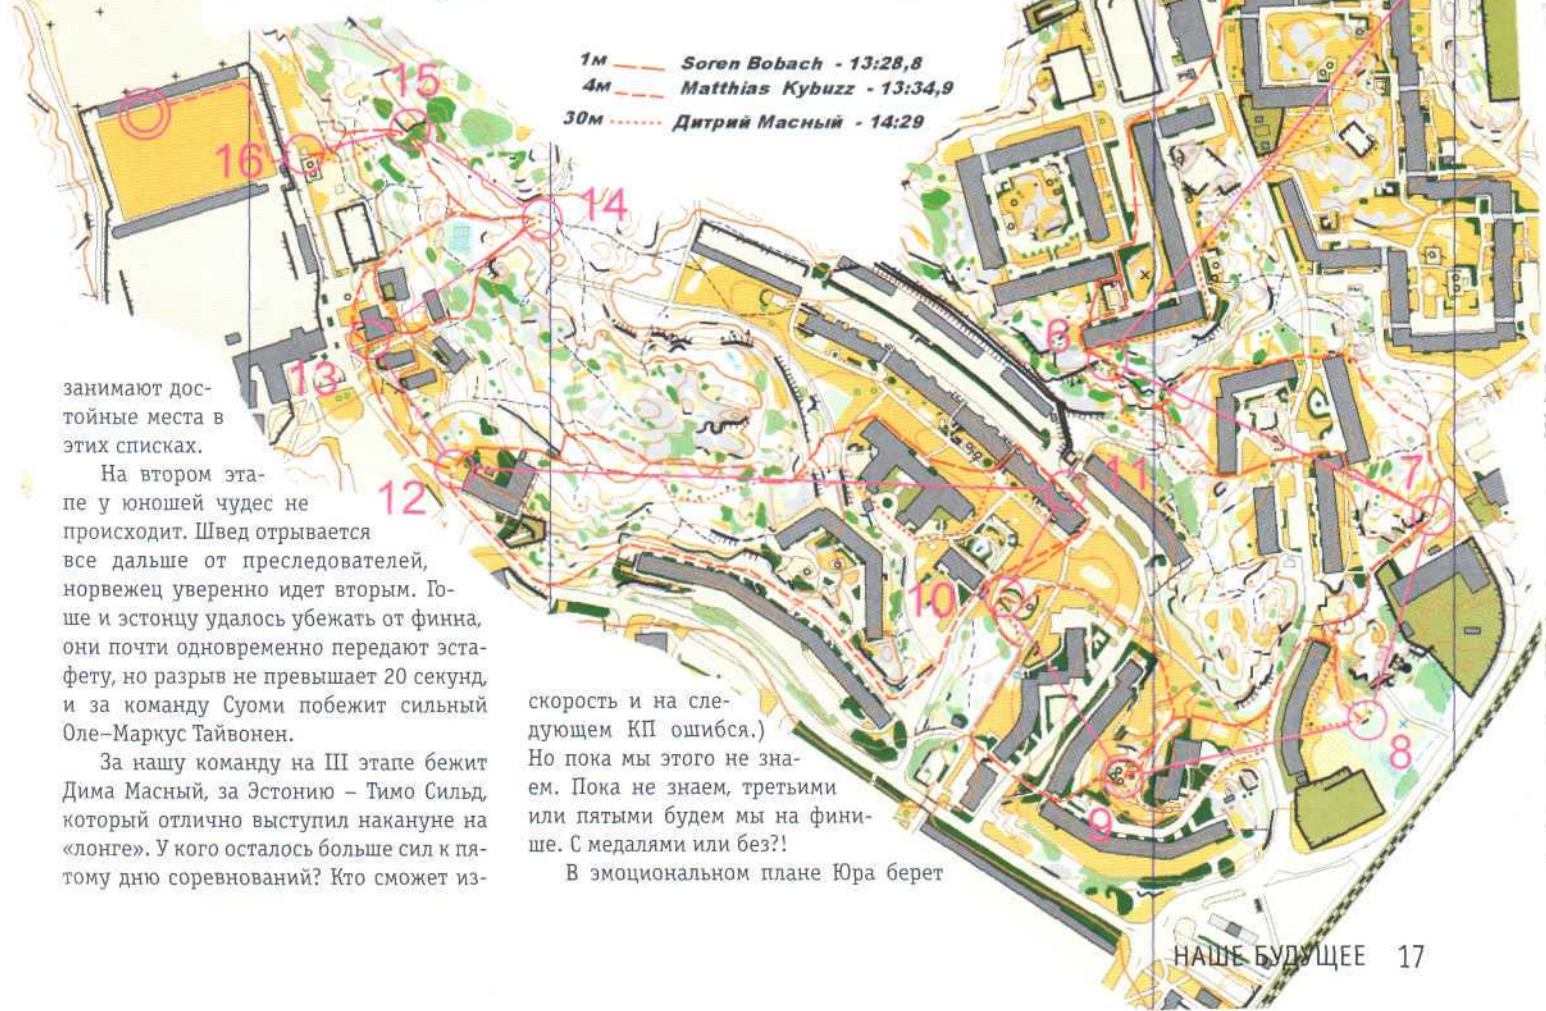 1м Soren Bobach - 13:28,8
4м Matthias Kybuzz - 13:34,9
30м Дитрий Масный - 14:29
15
16
14
13
12
6
7
11
10
8
9
занимают дос-
тойные места в
этих списках.
На втором эта-
пе у юношей чудес не
происходит. Швед отрывается
все дальше от преследователей,
норвежец уверенно идет вторым. Го-
ше и эстонцу удалось убежать от финна,
они почти одновременно передают эста-
фету, но разрыв не превышает 20 секунд,
и за команду Суоми побежит сильный
Оле–Маркус Тайвонен.
За нашу команду на III этапе бежит
Дима Масный, за Эстонию – Тимо Сильд,
который отлично выступил накануне на
«лонге». У кого осталось больше сил к пя-
тому дню соревнований? Кто сможет из-
скорость и на сле-
дующем КП ошибся.)
Но пока мы этого не зна-
ем. Пока не знаем, третьими
или пятыми будем мы на фини-
ше. С медалями или без?!
В эмоциональном плане Юра берет
НАШЕ БУДУЩЕЕ 17